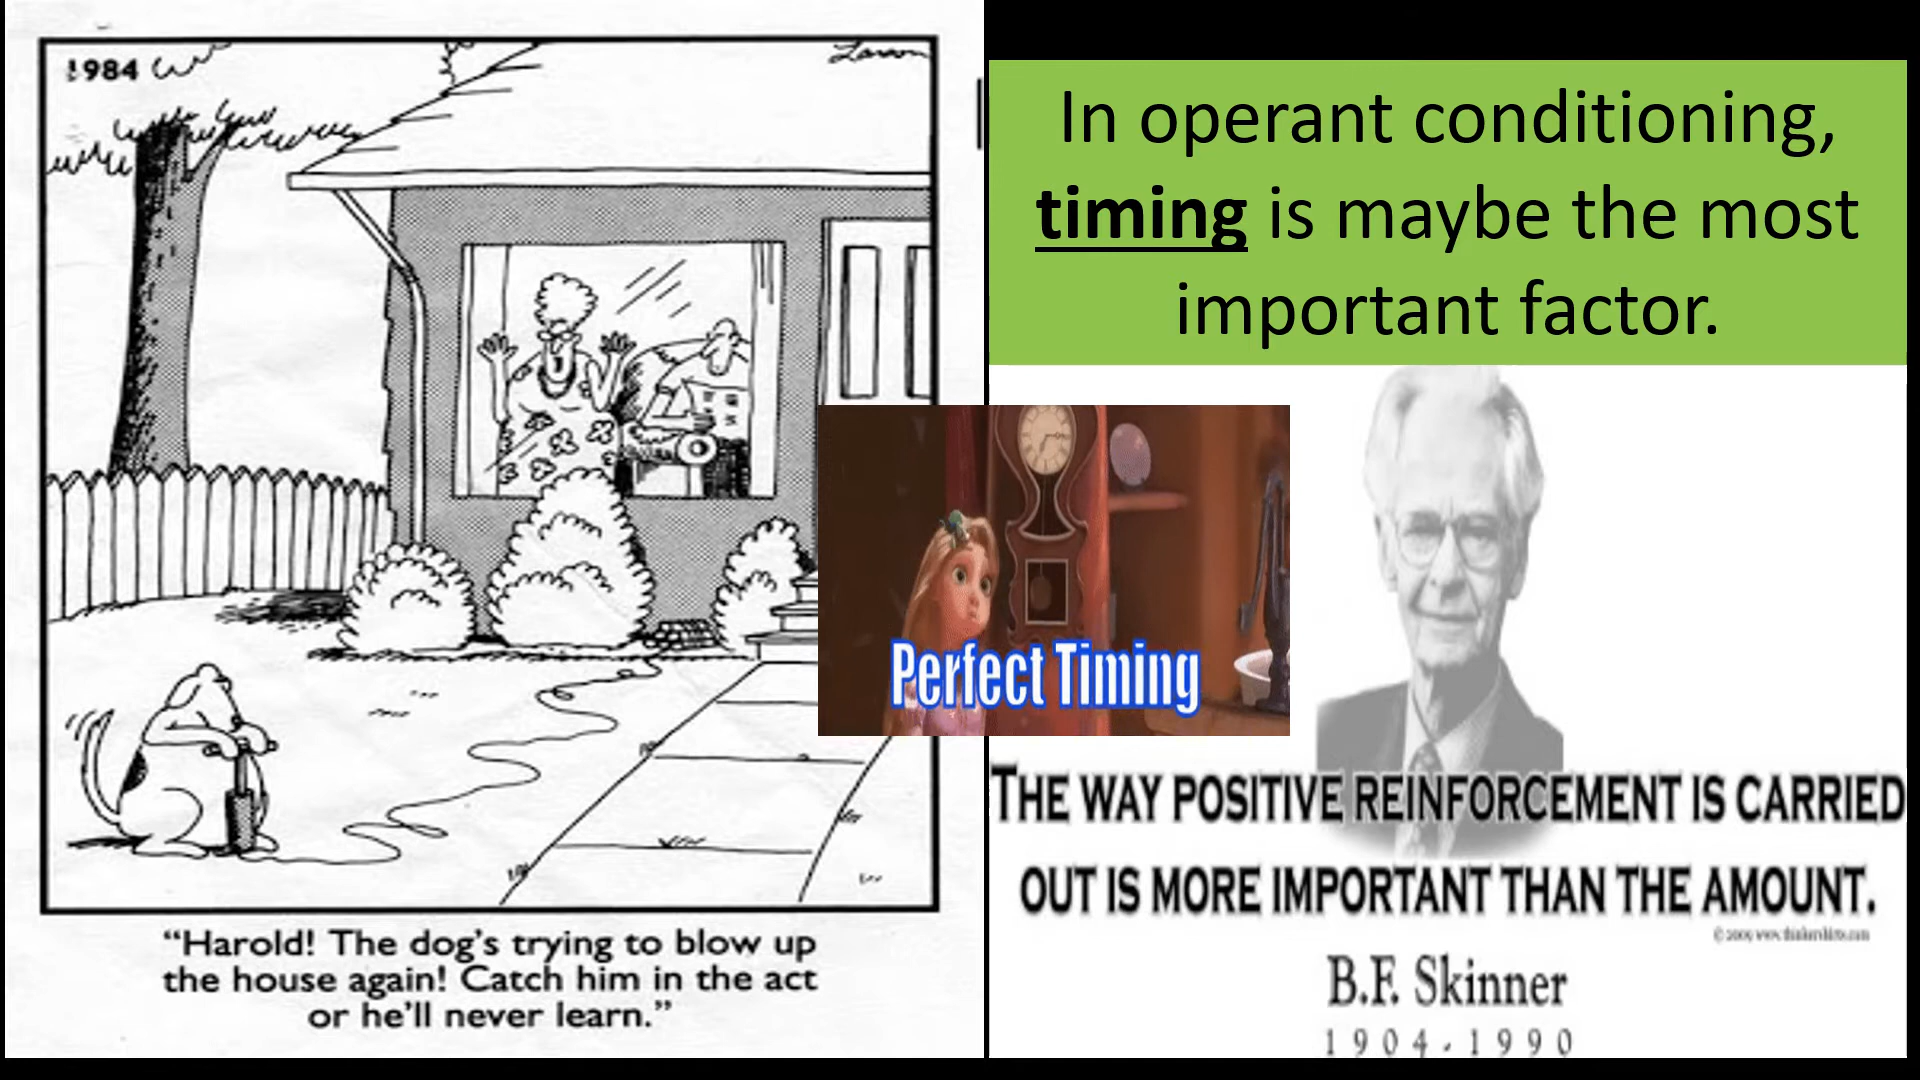 1984
Larson
"Harold! The dog's trying to blow up
the house again! Catch him in the act
or he'll never learn."
In operant conditioning,
timing is maybe the most
important factor.
Perfect Timing
THE WAY POSITIVE REINFORCEMENT IS CARRIED
OUT IS MORE IMPORTANT THAN THE AMOUNT.
B.F. Skinner
1904-1990